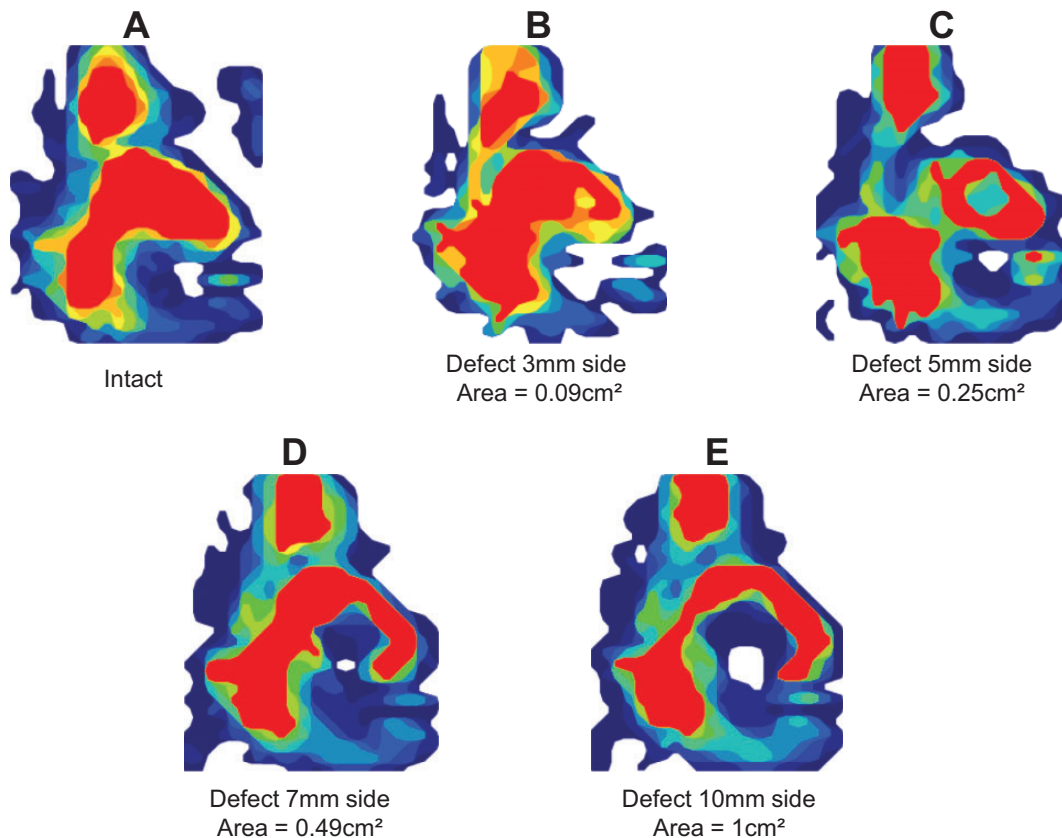 A
B
C
Intact
Defect 3mm side
Area = 0.09cm²
Defect 5mm side
Area = 0.25cm²
D
E
Defect 7mm side
Area = 0.49cm²
Defect 10mm side
Area = 1cm²